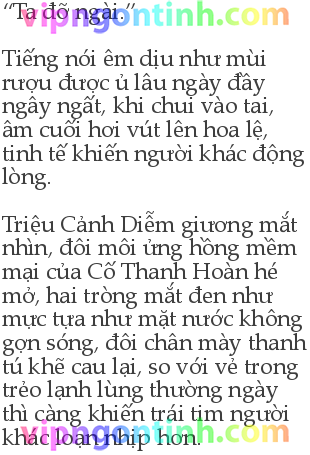 “Ta đỡ ngài.”
vipngontinh.com
Tiếng nói êm dịu như mùi
rượu được ủ lâu ngày đầy
ngây ngất, khi chui vào tai,
âm cuối hơi vút lên hoa lệ,
tinh tế khiến người khác động
lòng.
Triệu Cảnh Diễm giương mắt
nhìn, đôi môi ửng hồng mềm
mại của Cố Thanh Hoàn hé
mở, hai tròng mắt đen như
mực tựa như mặt nước không
gợn sóng, đôi chân mày thanh
tú khẽ cau lại, so với vẻ trong
trẻo lạnh lùng thường ngày
thì càng khiến trái tim người
khác loạn nhịp hơn.
vipngontinh.com